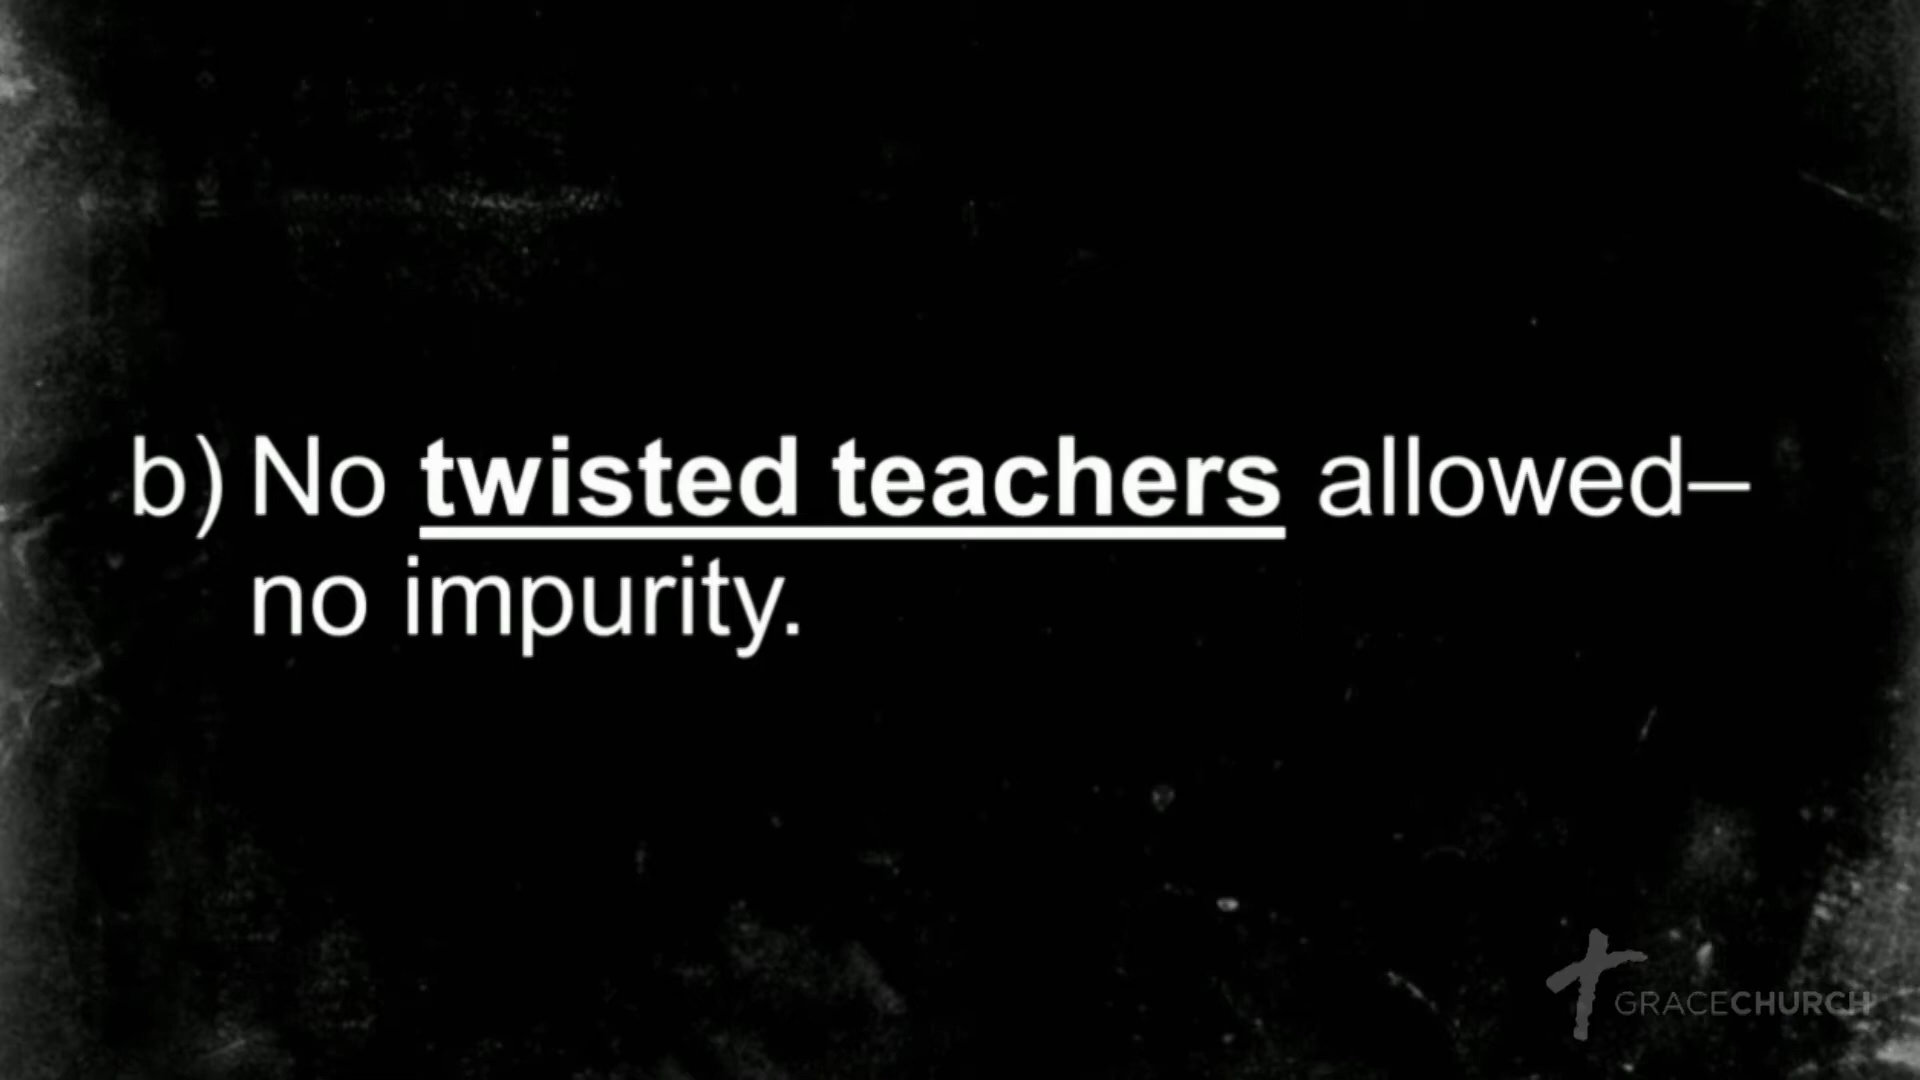 b) No twisted teachers allowed–
no impurity.
GRACECHURCH